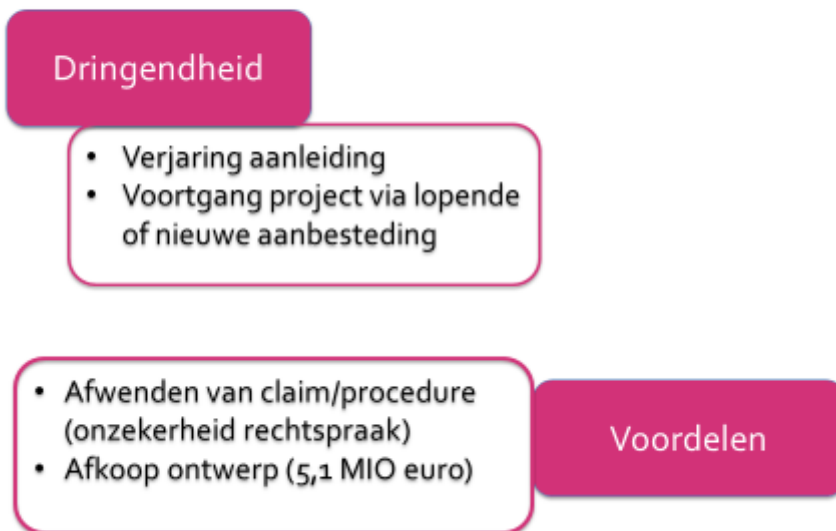 Dringendheid
• Verjaring aanleiding
• Voortgang project via lopende
of nieuwe aanbesteding
• Afwenden van claim/procedure
(onzekerheid rechtspraak)
• Afkoop ontwerp (5,1 MIO euro)
Voordelen